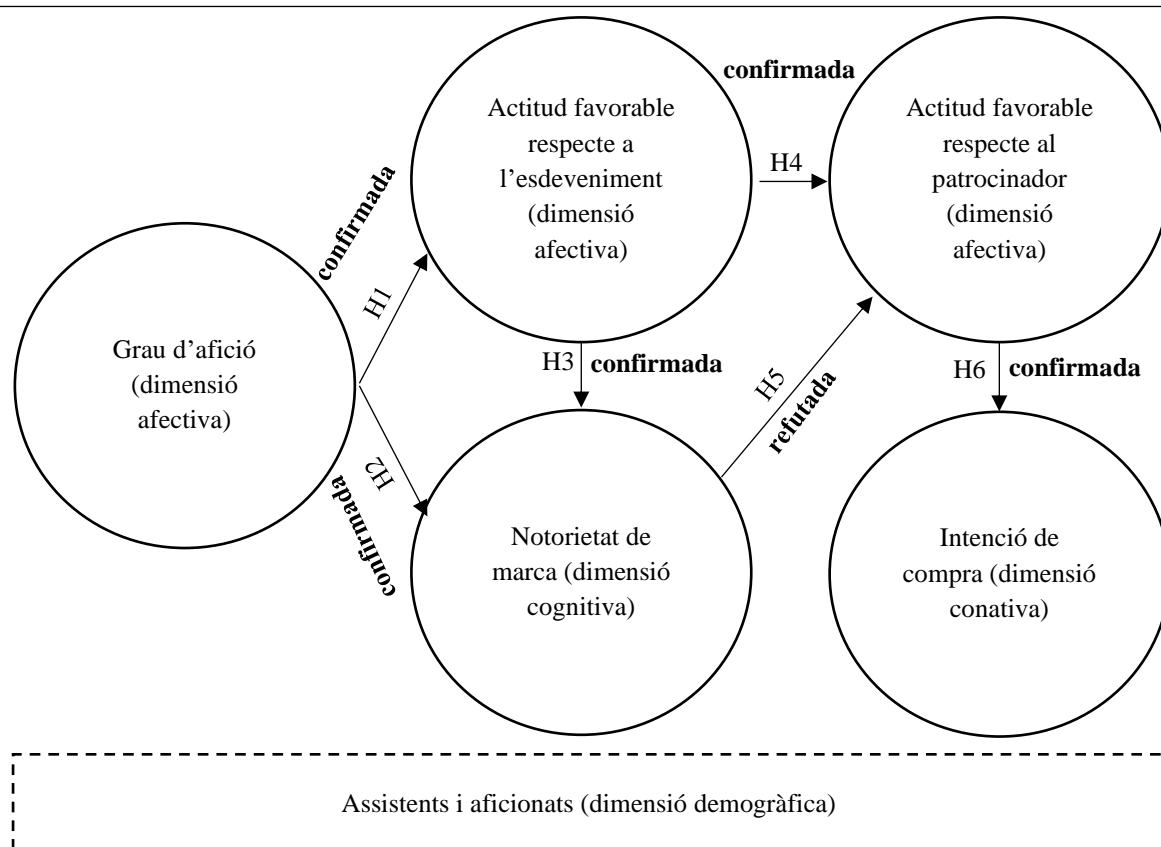 confirmada
Actitud favorable
respecte a
l’esdeveniment
(dimensió
afectiva)
H4
Actitud favorable
respecte al
patrocinador
(dimensió
afectiva)
confirmada
H1
Grau d’afició
(dimensió
afectiva)
H3
confirmada
H5
refutada
H6
confirmada
H2
confirmada
Notorietat de
marca (dimensió
cognitiva)
Intenció de
compra (dimensió
conativa)
Assistents i aficionats (dimensió demogràfica)